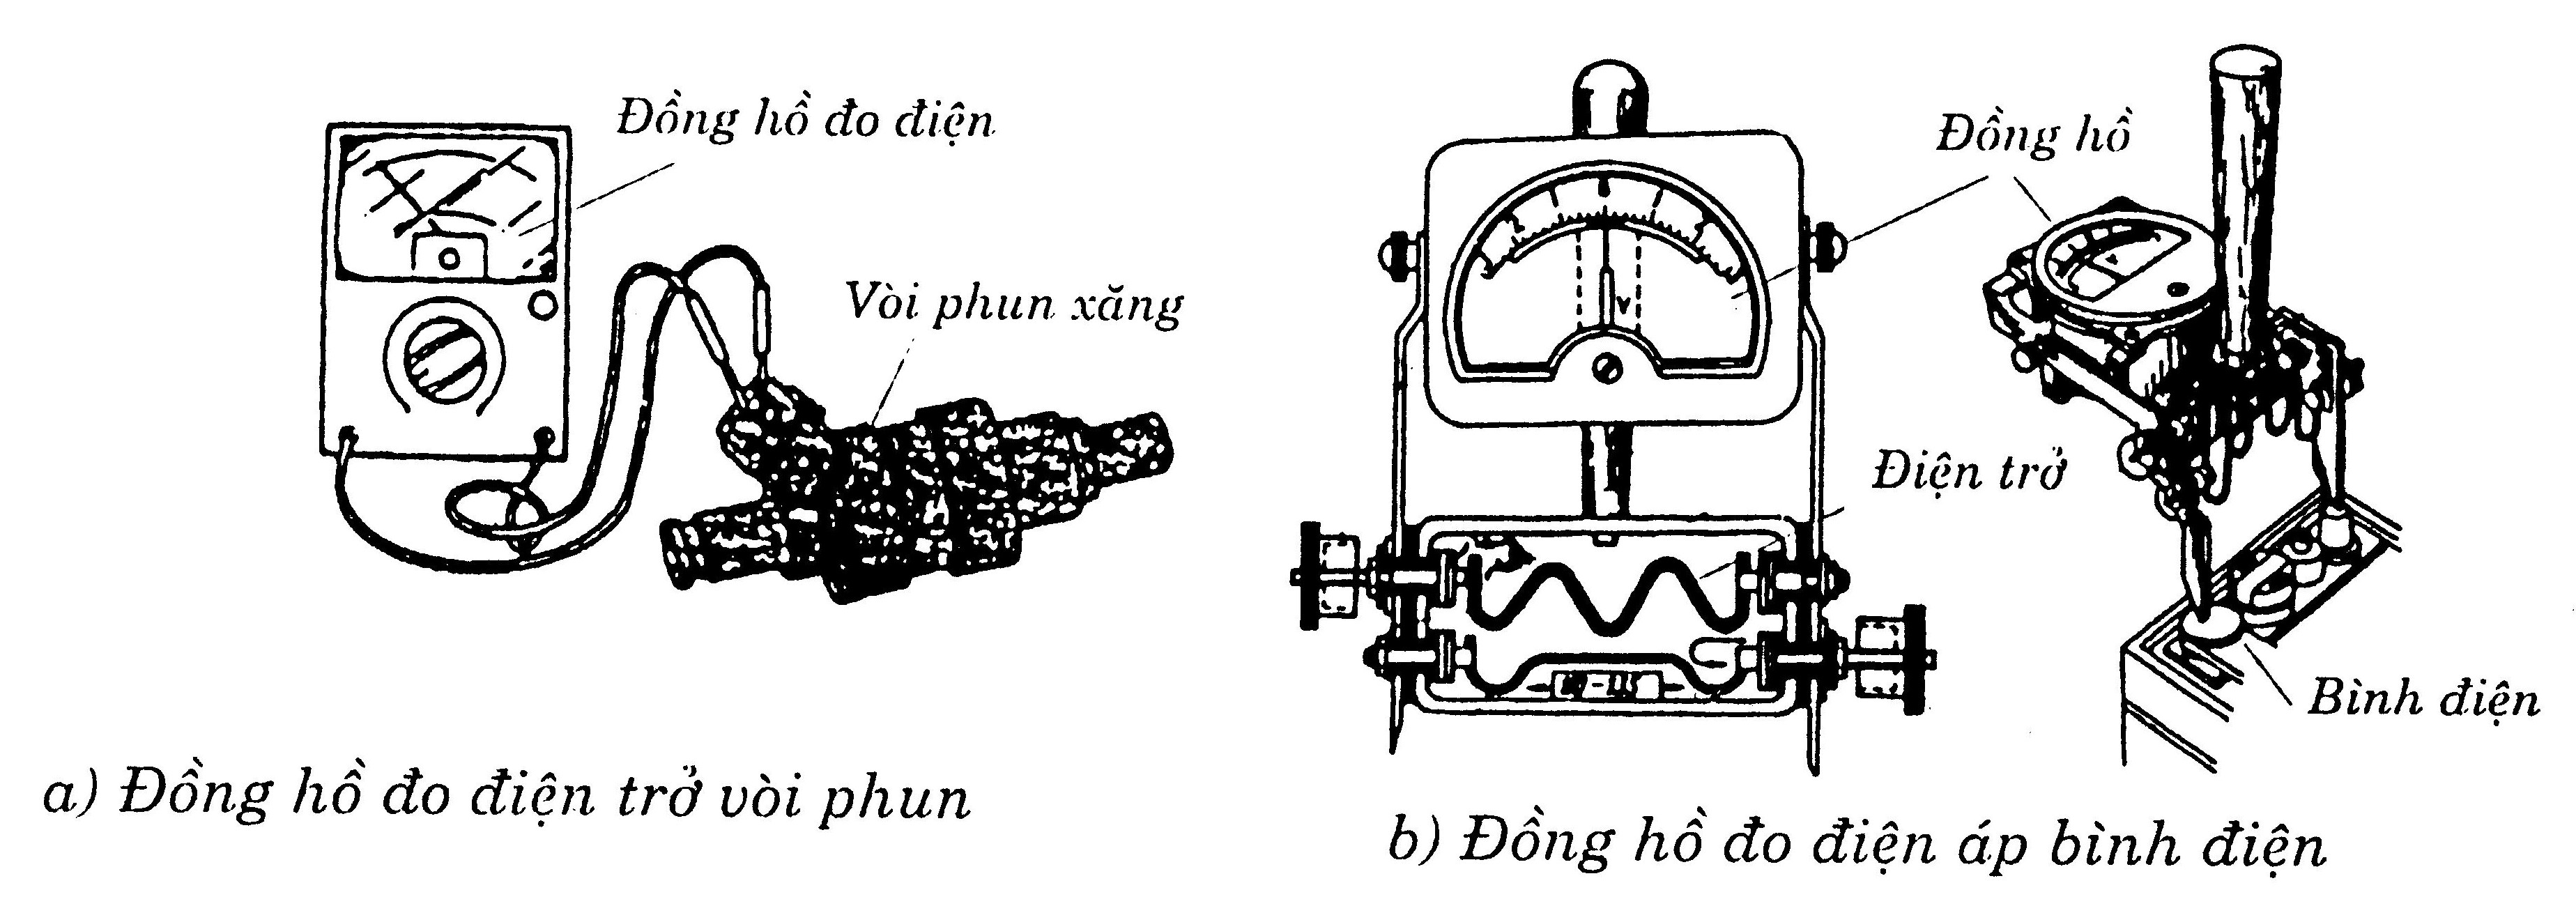 Đồng hồ đo điện
Vòi phun xăng
a) Đồng hồ đo điện trở vòi phun
Đồng hồ
V
Điện trở
Bình điện
b) Đồng hồ đo điện áp bình điện